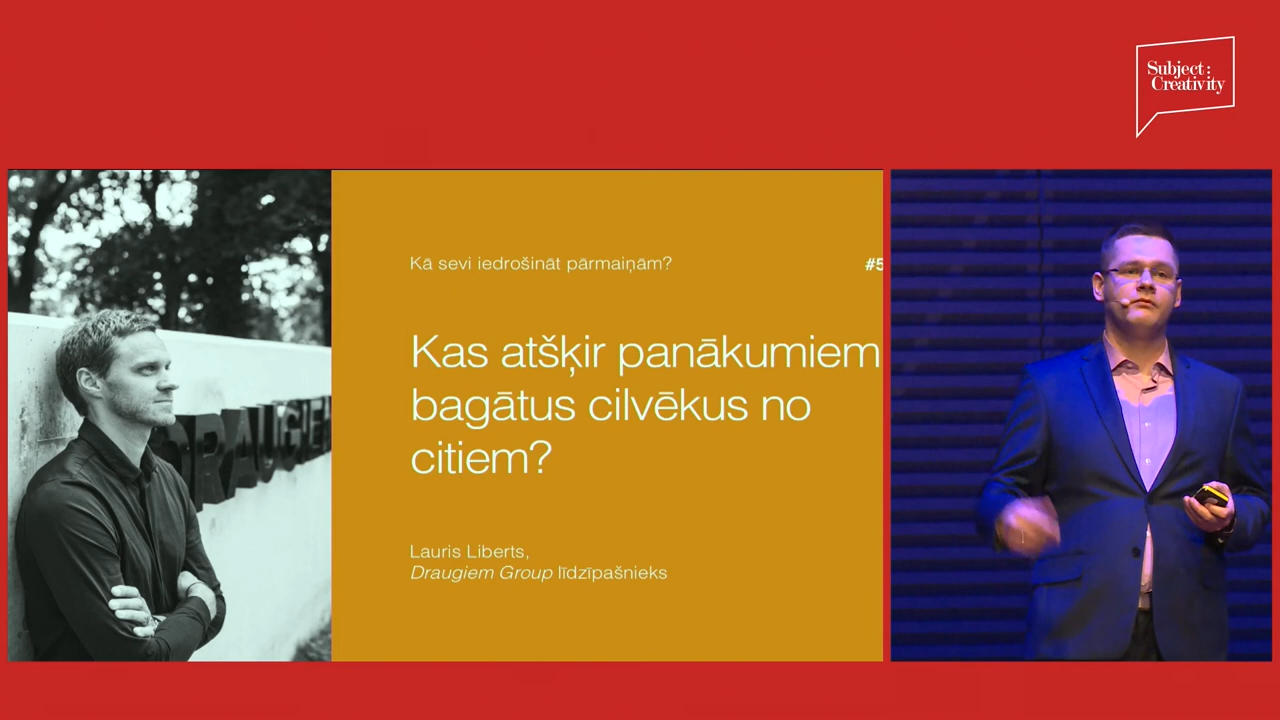 Subject:
Creativity
Kā sevi iedrošināt pārmaiņām?
#5
Kas atšķir panākumiem
bagātus cilvēkus no
citiem?
Lauris Liberts,
Draugiem Group līdzīpašnieks
DRAUGIEM